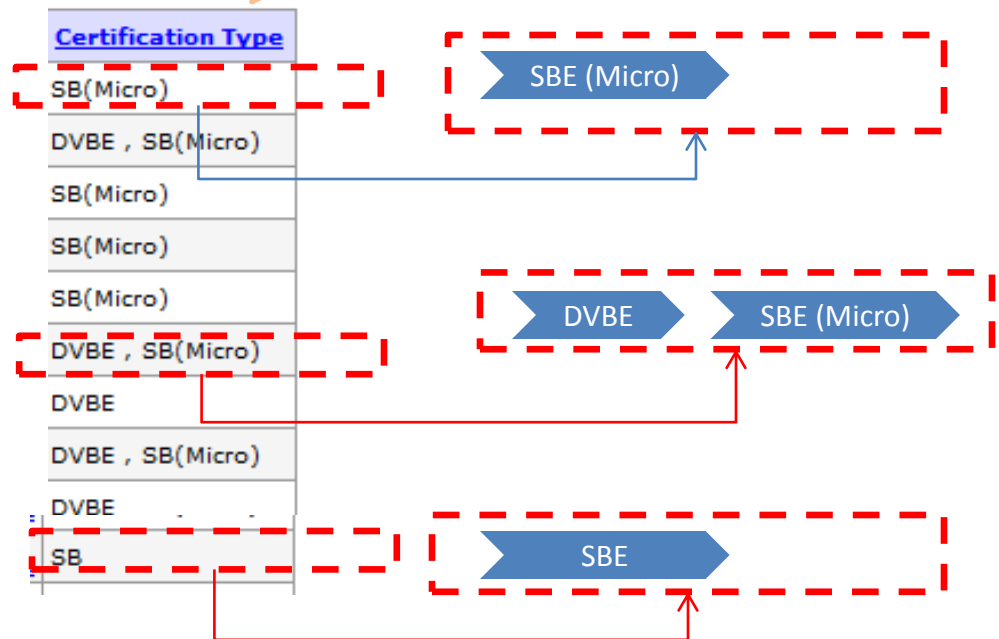 Certification Type
SB(Micro)
DVBE , SB(Micro)
SB(Micro)
SB(Micro)
SB(Micro)
DVBE , SB(Micro)
DVBE
DVBE , SB(Micro)
DVBE
SB
SBE (Micro)
DVBE
SBE (Micro)
SBE